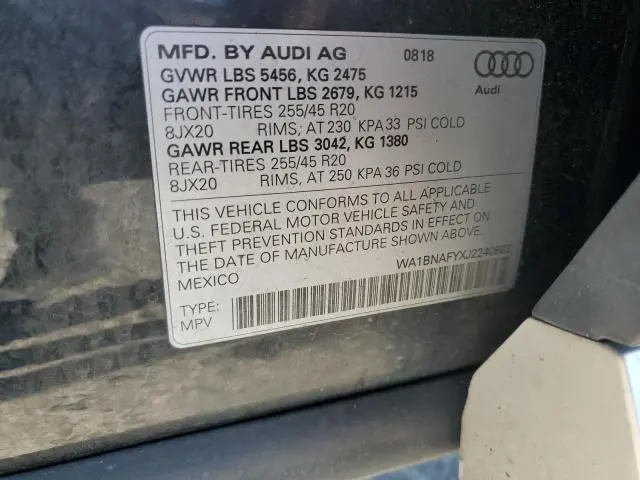 MFD. BY AUDI AG 0818
GVWR LBS 5456, KG 2475
GAWR FRONT LBS 2679, KG 1215
FRONT-TIRES 255/45 R20
8JX20 RIMS, AT 230 KPA 33 PSI COLD
GAWR REAR LBS 3042, KG 1380
REAR-TIRES 255/45 R20
8JX20 RIMS, AT 250 KPA 36 PSI COLD
Audi
THIS VEHICLE CONFORMS TO ALL APPLICABLE
U.S. FEDERAL MOTOR VEHICLE SAFETY AND
THEFT PREVENTION STANDARDS IN EFFECT ON
THE DATE OF MANUFACTURE SHOWN ABOVE.
MEXICO
TYPE:
MPV